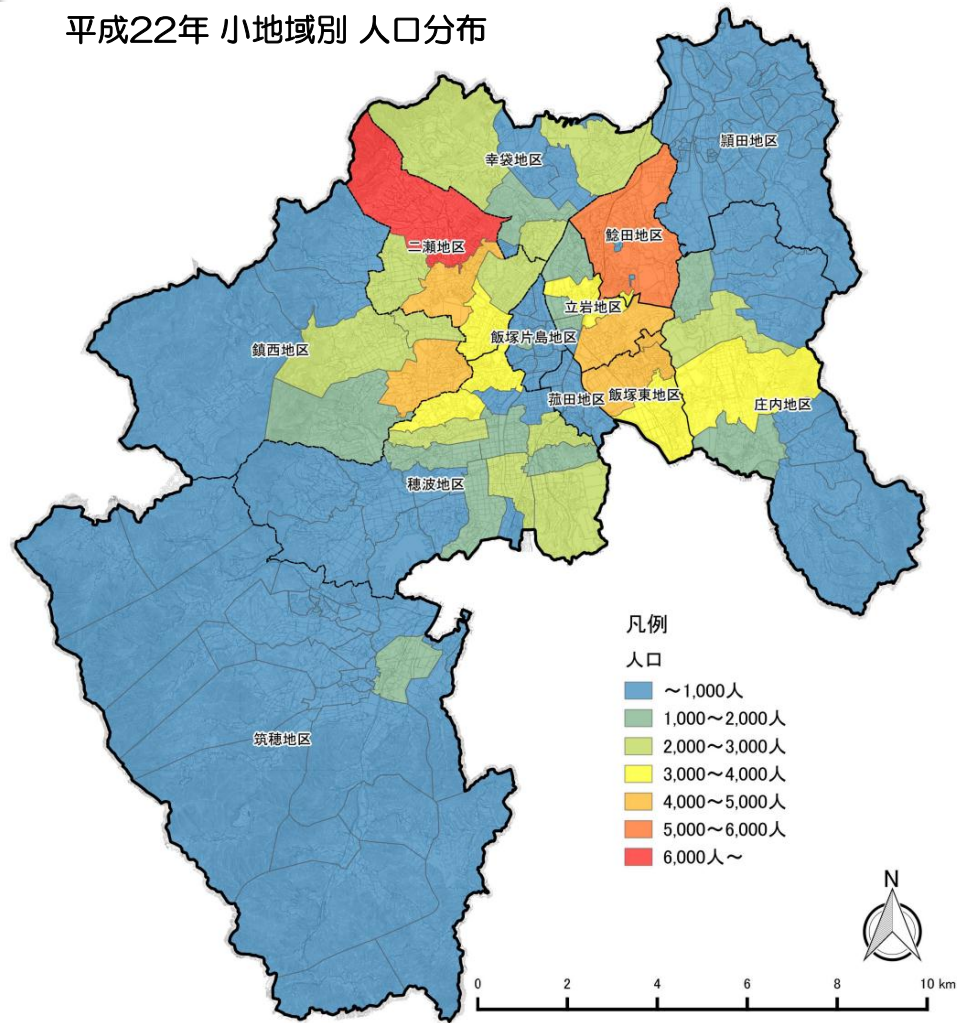 平成22年 小地域別 人口分布
頴田地区
幸袋地区
鯰田地区
二瀬地区
立岩地区
飯塚片島地区
鎮西地区
菰田地区
飯塚東地区
庄内地区
穂波地区
筑穂地区
凡例
人口
～1,000人
1,000～2,000人
2,000～3,000人
3,000～4,000人
4,000～5,000人
5,000～6,000人
6,000人～
N
0 2 4 6 8 10 km